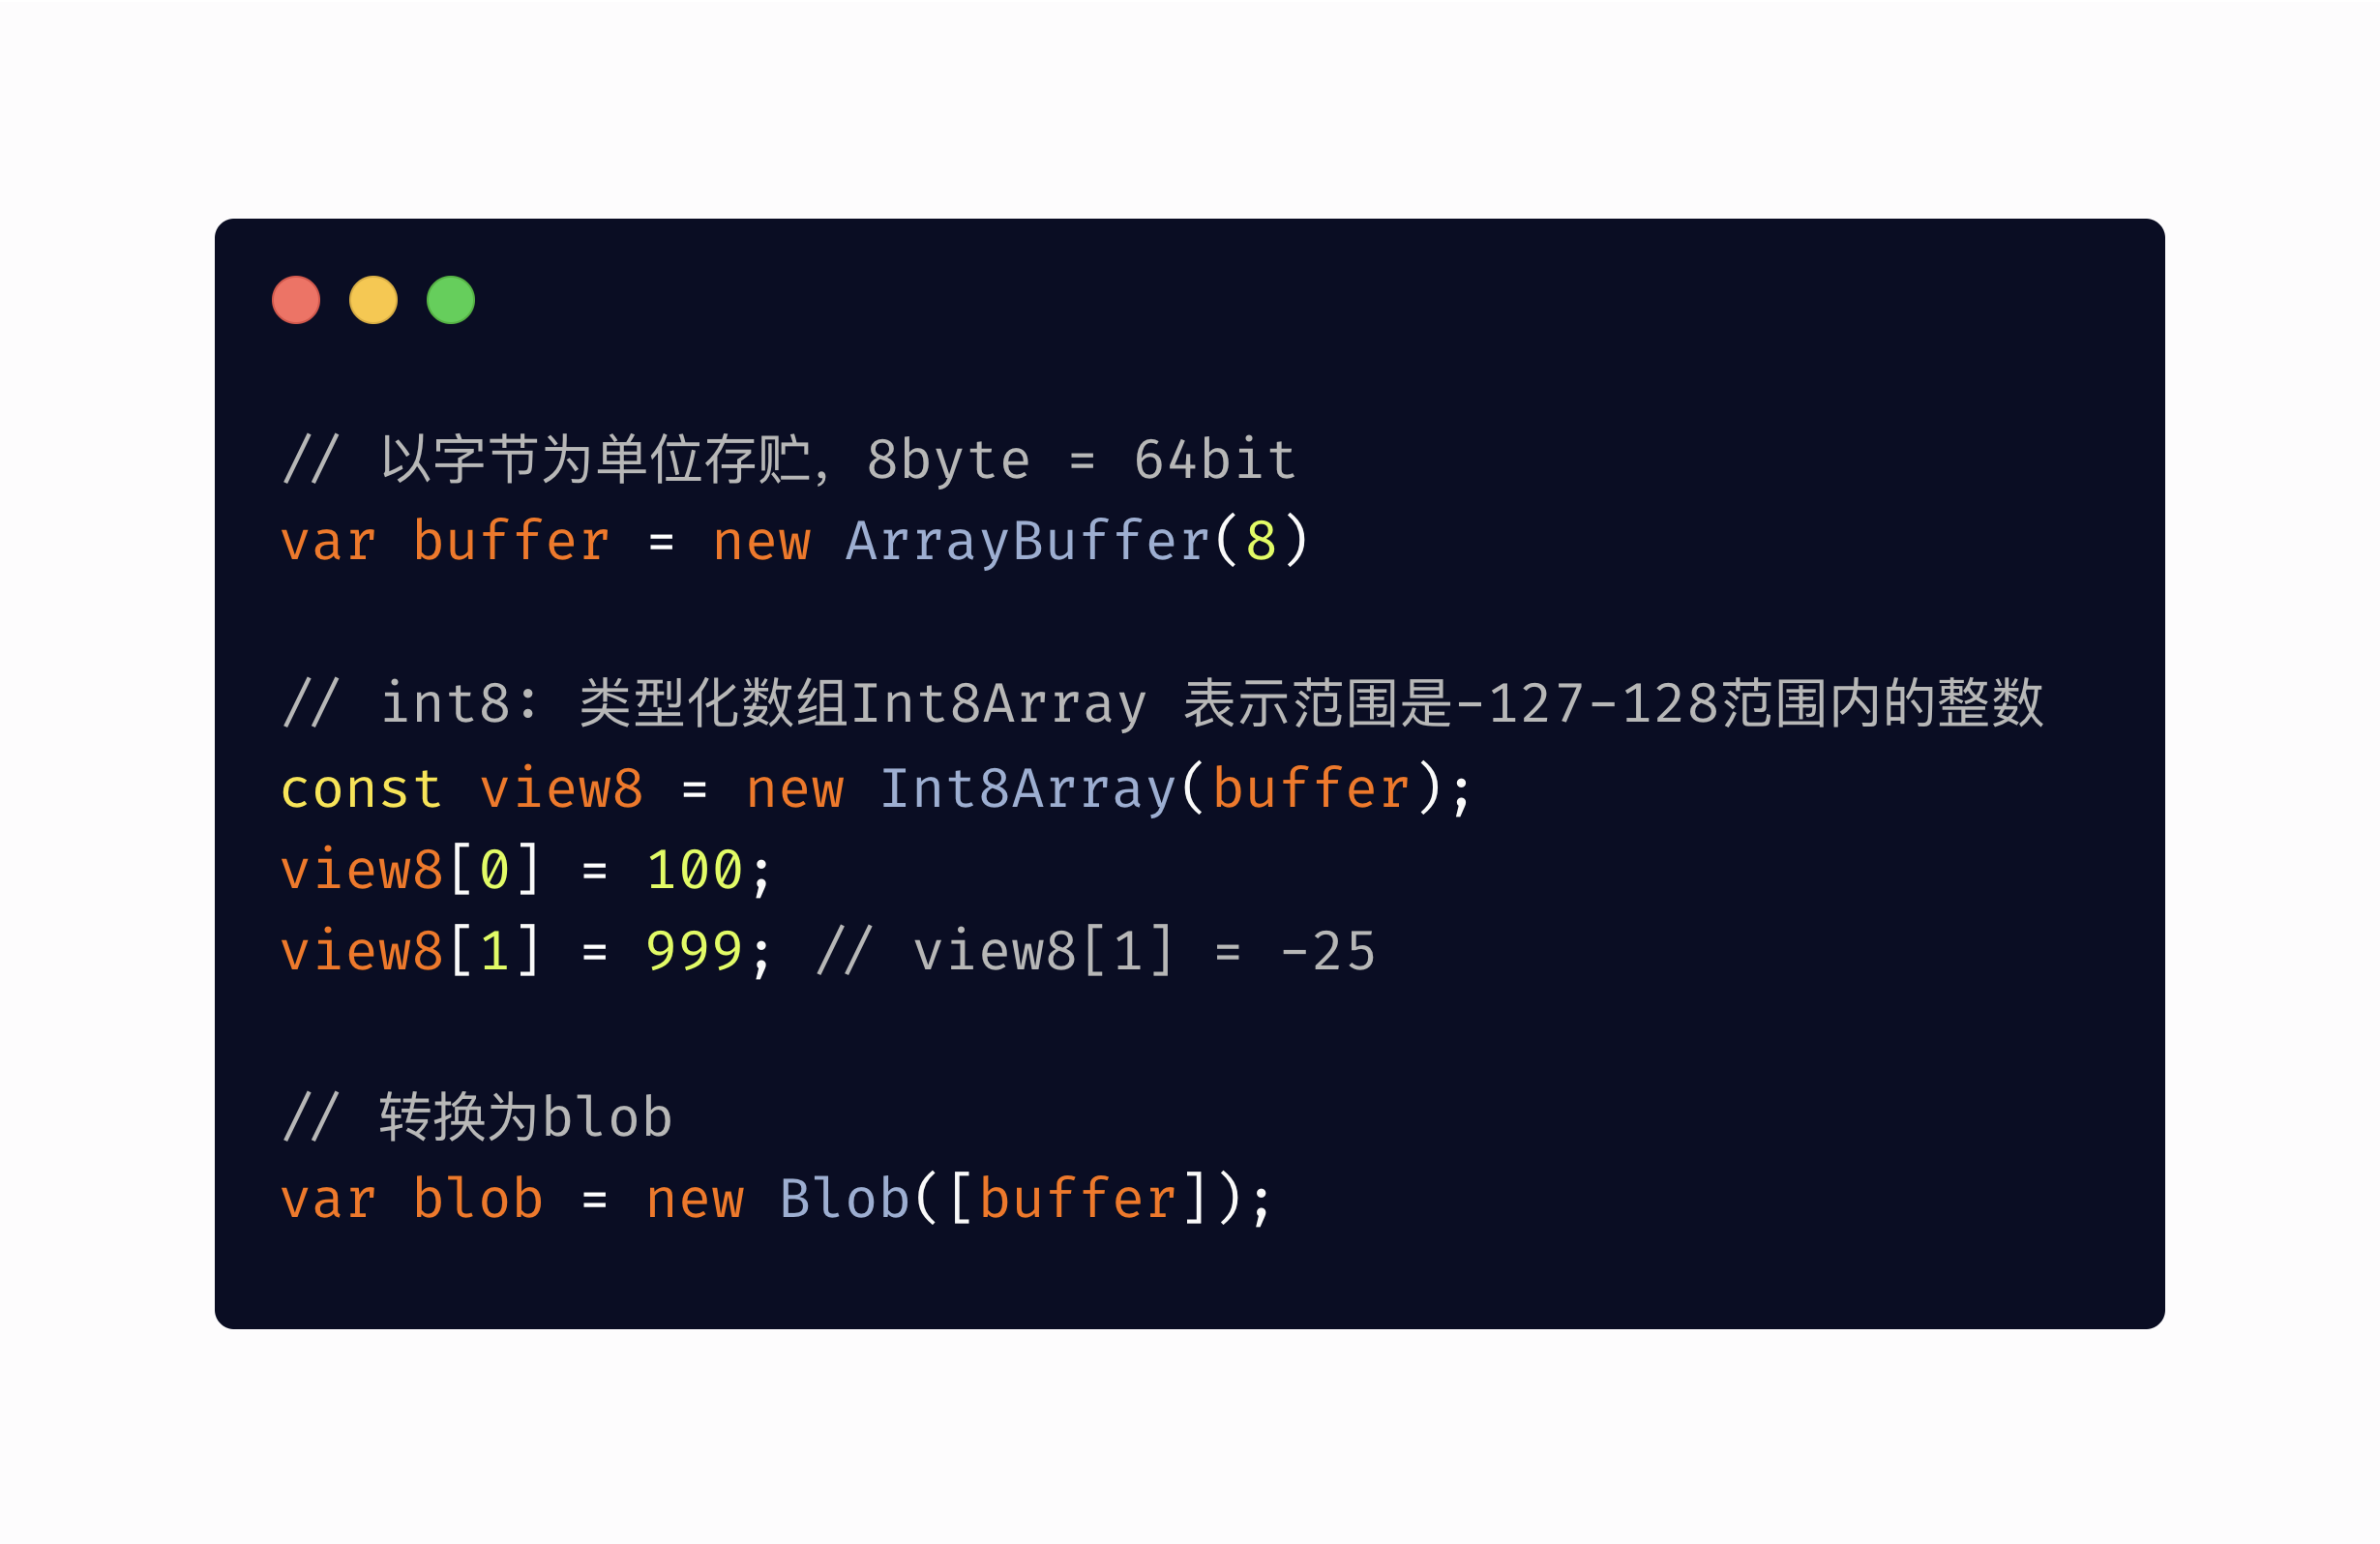 // 以字节为单位存贮，8byte = 64bit
var buffer = new ArrayBuffer(8)
// int8: 类型化数组Int8Array 表示范围是-127-128范围内的整数
const view8 = new Int8Array(buffer);
view8[0] = 100;
view8[1] = 999; // view8[1] = -25
// 转换为blob
var blob = new Blob([buffer]);